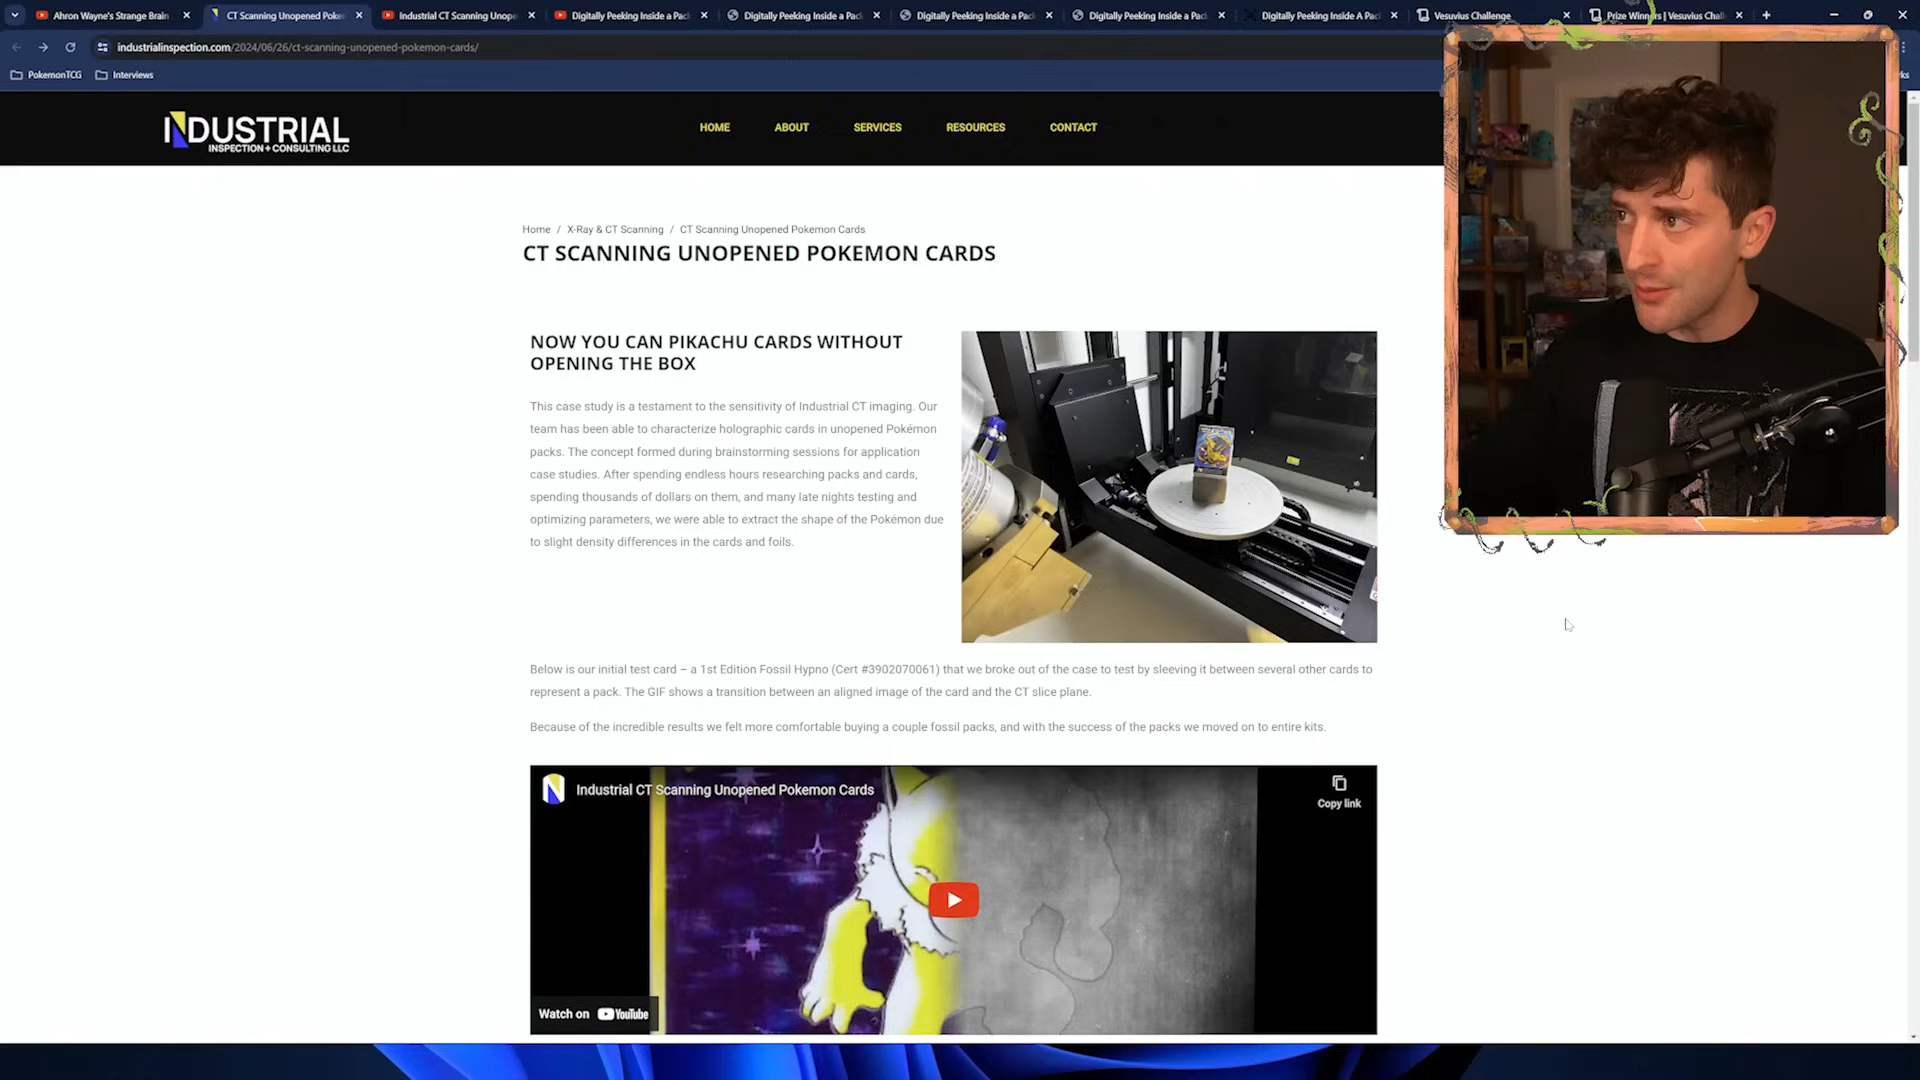 Ahron Wayne's Strange Brain
CT Scanning Unopened Poke
Industrial CT Scanning Unop
Digitally Peeking Inside a Pac
Digitally Peeking Inside a Pac
Digitally Peeking Inside a Pac
Digitally Peeking Inside a Pac
Digitally Peeking Inside A Pac
Vesuvius Challenge
Prize Winners | Vesuvius Chall
industrialinspection.com/2024/06/26/ct-scanning-unopened-pokemon-cards/
PokemonTCG
Interviews
INDUSTRIAL
INSPECTION + CONSULTING LLC
HOME
ABOUT
SERVICES
RESOURCES
CONTACT
Home / X-Ray & CT Scanning / CT Scanning Unopened Pokemon Cards
CT SCANNING UNOPENED POKEMON CARDS
NOW YOU CAN PIKACHU CARDS WITHOUT
OPENING THE BOX
This case study is a testament to the sensitivity of Industrial CT imaging. Our
team has been able to characterize holographic cards in unopened Pokémon
packs. The concept formed during brainstorming sessions for application
case studies. After spending endless hours researching packs and cards,
spending thousands of dollars on them, and many late nights testing and
optimizing parameters, we were able to extract the shape of the Pokémon due
to slight density differences in the cards and foils.
Below is our initial test card – a 1st Edition Fossil Hypno (Cert #3902070061) that we broke out of the case to test by sleeving it between several other cards to
represent a pack. The GIF shows a transition between an aligned image of the card and the CT slice plane.
Because of the incredible results we felt more comfortable buying a couple fossil packs, and with the success of the packs we moved on to entire kits.
Industrial CT Scanning Unopened Pokemon Cards
Copy link
Watch on YouTube